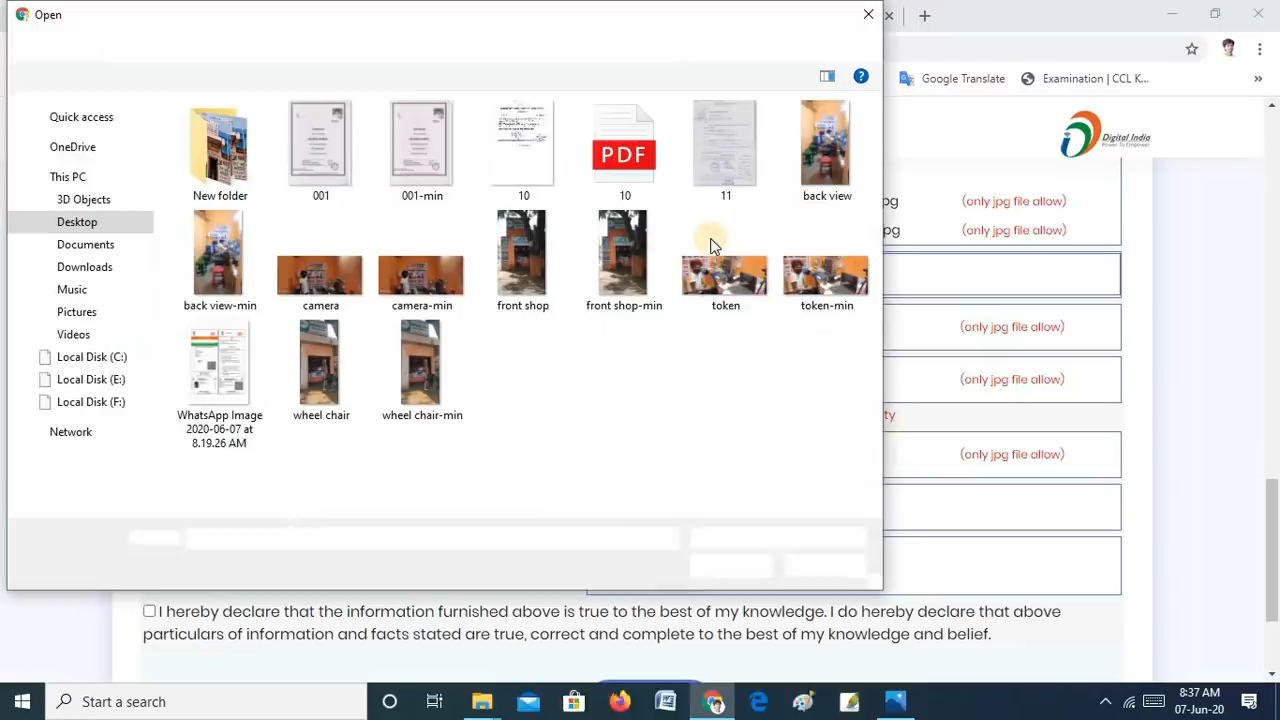 Open
Google Translate
Examination | CCL K...
»
Quick access
OneDrive
This PC
3D Objects
Desktop
Documents
Downloads
Music
Pictures
Videos
Local Disk (C:)
Local Disk (E:)
Local Disk (F:)
Network
New folder
001
001-min
10
PDF
10
11
back view
back view-min
camera
camera-min
front shop
front shop-min
token
token-min
WhatsApp Image
2020-06-07 at
8.19.26 AM
wheel chair
wheel chair-min
Digital India
Power To Empower
pg
(only jpg file allow)
pg
(only jpg file allow)
(only jpg file allow)
(only jpg file allow)
ty
(only jpg file allow)
I hereby declare that the information furnished above is true to the best of my knowledge. I do hereby declare that above
particulars of information and facts stated are true, correct and complete to the best of my knowledge and belief.
Start a search
8:37 AM
07-Jun-20